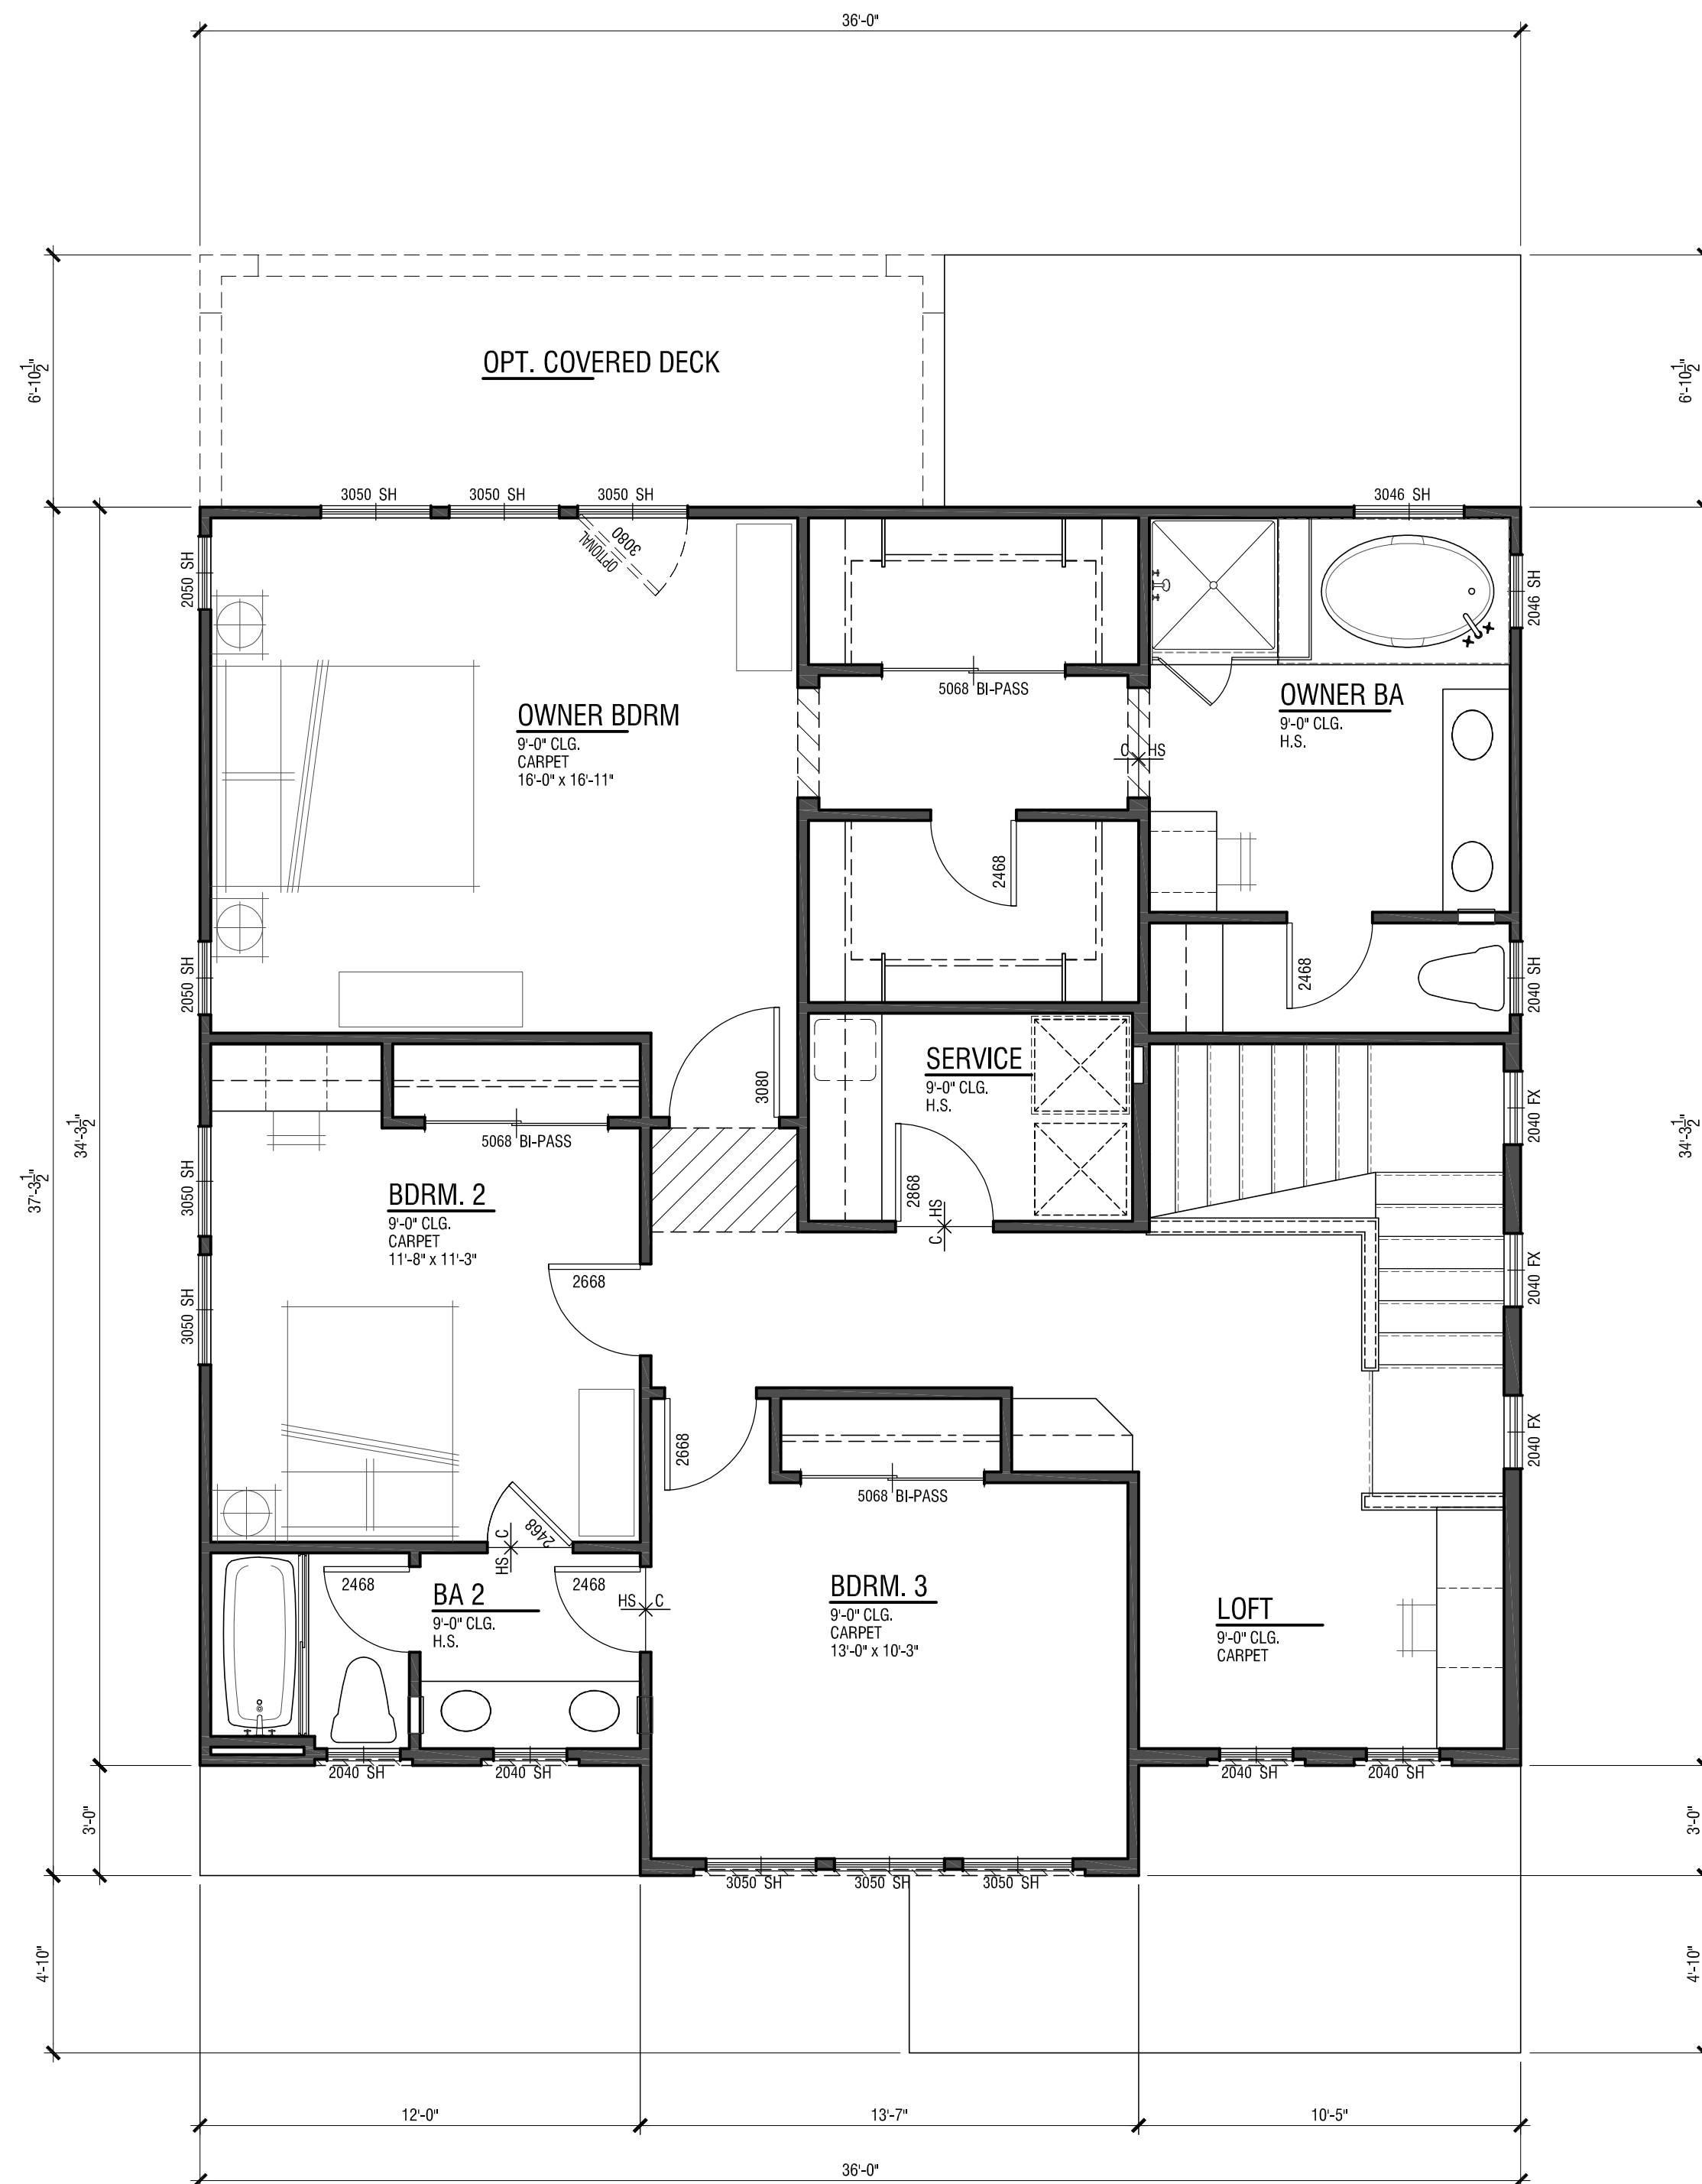 36'-0"
6'-10 1/2"
6'-10 1/2"
OPT. COVERED DECK
3050 SH
3050 SH
3050 SH
3046 SH
OPTIONAL
3080
2050 SH
2046 SH
5068 BI-PASS
OWNER BDRM
9'-0" CLG.
CARPET
16'-0" x 16'-11"
OWNER BA
9'-0" CLG.
H.S.
C HS
2468
2468
2050 SH
2040 SH
34'-3 1/2"
37'-3 1/2"
34'-3 1/2"
SERVICE
9'-0" CLG.
H.S.
3080
2040 FX
5068 BI-PASS
3050 SH
BDRM. 2
9'-0" CLG.
CARPET
11'-8" x 11'-3"
2868
C HS
2668
2040 FX
3050 SH
2668
5068 BI-PASS
2040 FX
2468
HS C
2468
BA 2
9'-0" CLG.
H.S.
2468
HS C
BDRM. 3
9'-0" CLG.
CARPET
13'-0" x 10'-3"
LOFT
9'-0" CLG.
CARPET
2040 SH
2040 SH
2040 SH
2040 SH
3'-0"
3'-0"
3050 SH
3050 SH
3050 SH
4'-10"
4'-10"
12'-0"
13'-7"
10'-5"
36'-0"